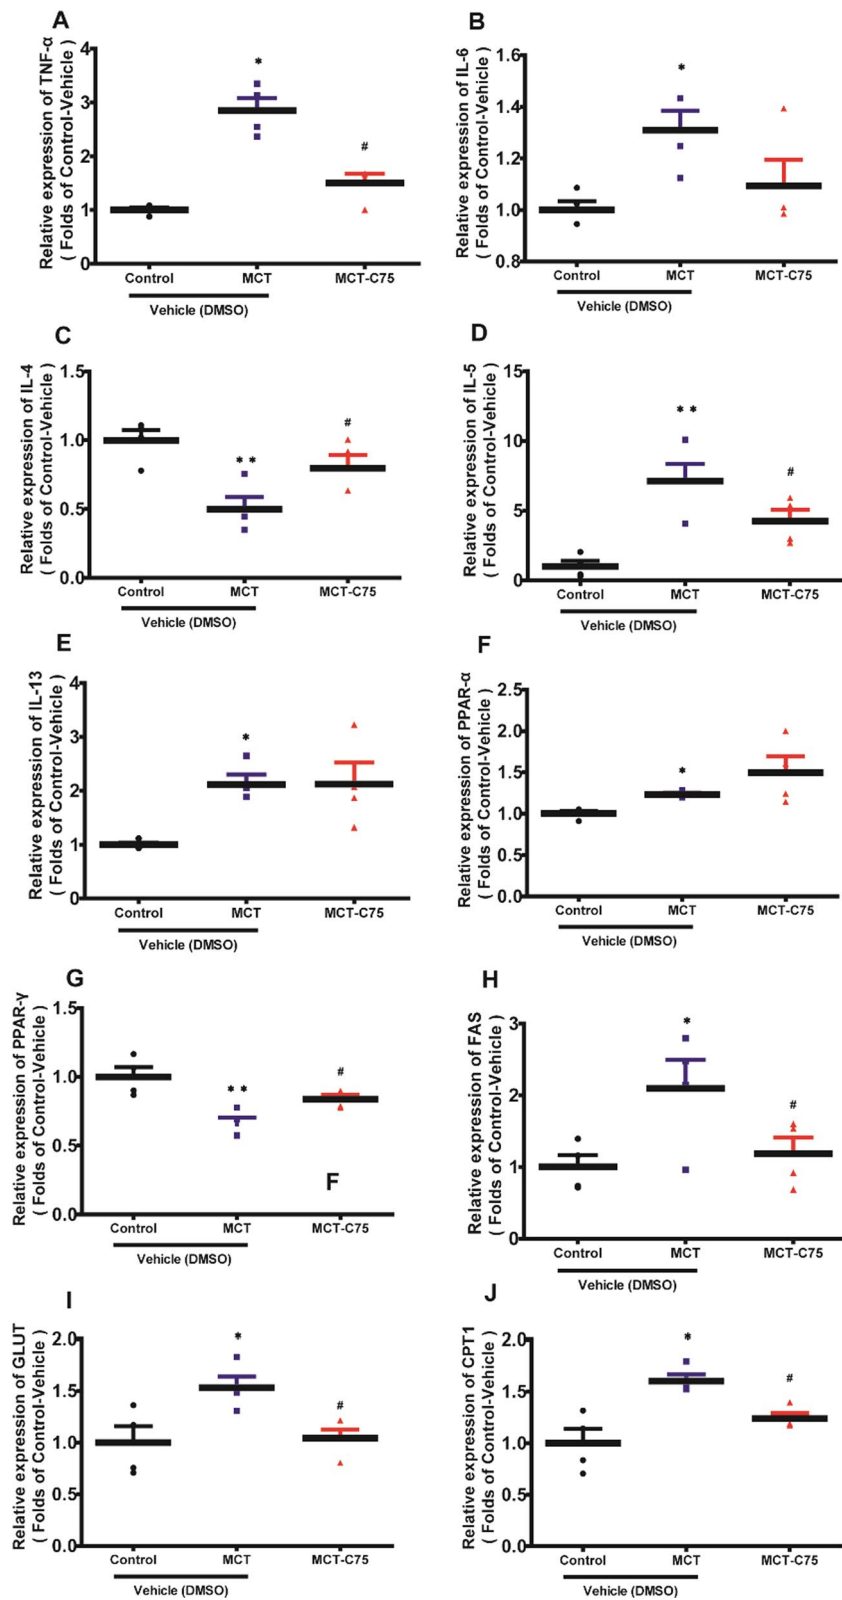 A
Relative expression of TNF-α
( Folds of Control-Vehicle )
4
3
2
1
0
*
#
Control
MCT
MCT-C75
Vehicle (DMSO)
B
Relative expression of IL-6
( Folds of Control-Vehicle )
1.6
1.4
1.2
1.0
0.8
*
Control
MCT
MCT-C75
Vehicle (DMSO)
C
Relative expression of IL-4
( Folds of Control-Vehicle )
1.5
1.0
0.5
0.0
* *
#
Control
MCT
MCT-C75
Vehicle (DMSO)
D
Relative expression of IL-5
( Folds of Control-Vehicle )
15
10
5
0
* *
#
Control
MCT
MCT-C75
Vehicle (DMSO)
E
Relative expression of IL-13
( Folds of Control-Vehicle )
4
3
2
1
0
*
Control
MCT
MCT-C75
Vehicle (DMSO)
F
Relative expression of PPAR-α
( Folds of Control-Vehicle )
2.5
2.0
1.5
1.0
0.5
0.0
*
Control
MCT
MCT-C75
Vehicle (DMSO)
G
Relative expression of PPAR-γ
( Folds of Control-Vehicle )
1.5
1.0
0.5
0.0
* *
#
F
Control
MCT
MCT-C75
Vehicle (DMSO)
H
Relative expression of FAS
( Folds of Control-Vehicle )
3
2
1
0
*
#
Control
MCT
MCT-C75
Vehicle (DMSO)
I
Relative expression of GLUT
( Folds of Control-Vehicle )
2.0
1.5
1.0
0.5
0.0
*
#
Control
MCT
MCT-C75
Vehicle (DMSO)
J
Relative expression of CPT1
( Folds of Control-Vehicle )
2.0
1.5
1.0
0.5
0.0
*
#
Control
MCT
MCT-C75
Vehicle (DMSO)